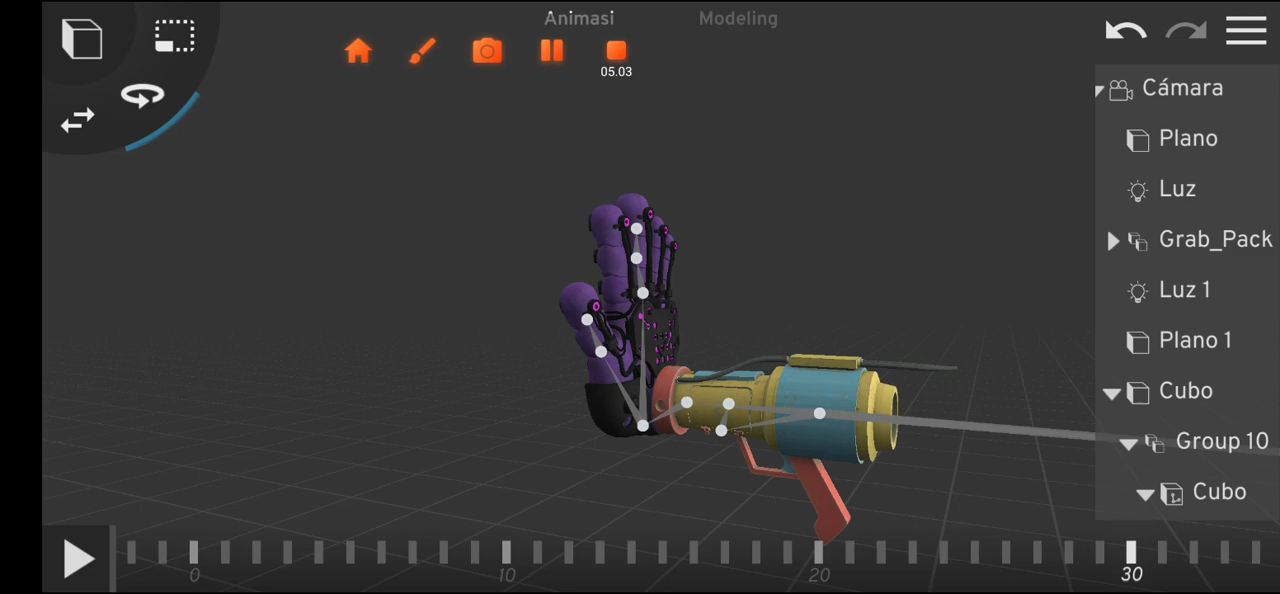 Animasi
Modeling
05.03
Cámara
Plano
Luz
Grab_Pack
Luz 1
Plano 1
Cubo
Group 10
Cubo
0
10
20
30